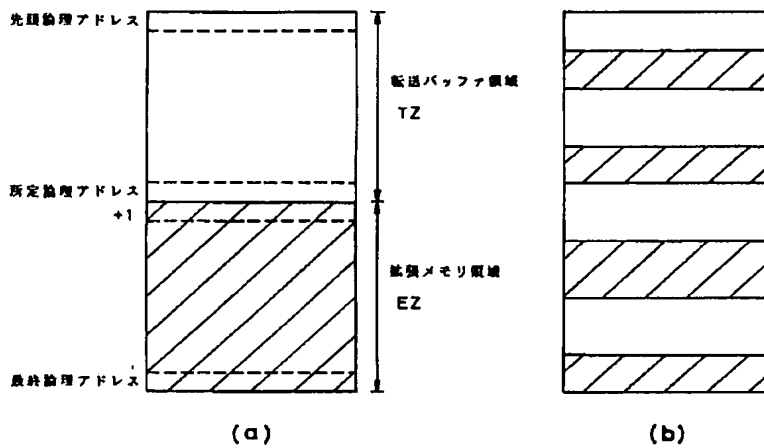 先頭論理アドレス
転送バッファ領域
TZ
所定論理アドレス
+1
拡張メモリ領域
EZ
最終論理アドレス
(a)
(b)